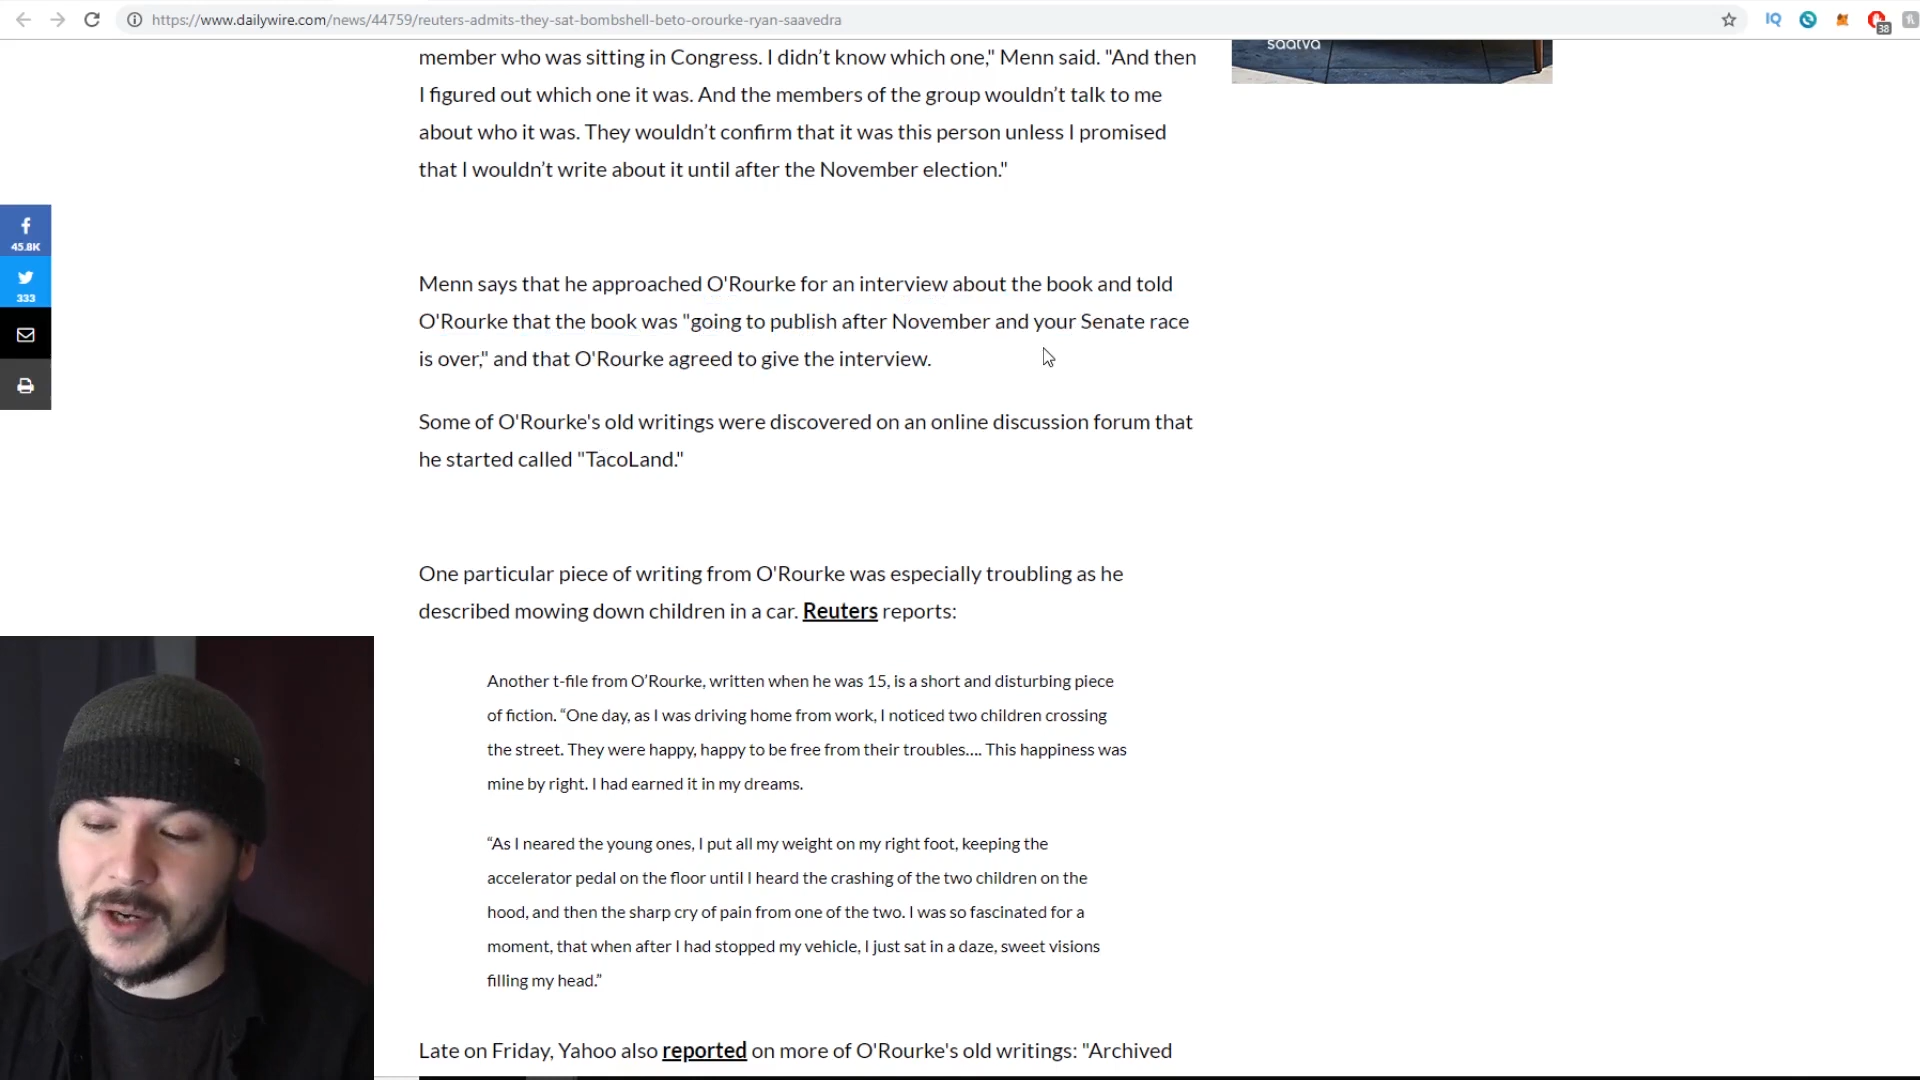 https://www.dailywire.com/news/44759/reuters-admits-they-sat-bombshell-beto-orourke-ryan-saavedra
IQ
38
saatva
member who was sitting in Congress. I didn’t know which one," Menn said. "And then
I figured out which one it was. And the members of the group wouldn’t talk to me
about who it was. They wouldn’t confirm that it was this person unless I promised
that I wouldn’t write about it until after the November election."
45.8K
333
Menn says that he approached O'Rourke for an interview about the book and told
O'Rourke that the book was "going to publish after November and your Senate race
is over," and that O'Rourke agreed to give the interview.
Some of O'Rourke's old writings were discovered on an online discussion forum that
he started called "TacoLand."
One particular piece of writing from O'Rourke was especially troubling as he
described mowing down children in a car. Reuters reports:
Another t-file from O’Rourke, written when he was 15, is a short and disturbing piece
of fiction. “One day, as I was driving home from work, I noticed two children crossing
the street. They were happy, happy to be free from their troubles…. This happiness was
mine by right. I had earned it in my dreams.
“As I neared the young ones, I put all my weight on my right foot, keeping the
accelerator pedal on the floor until I heard the crashing of the two children on the
hood, and then the sharp cry of pain from one of the two. I was so fascinated for a
moment, that when after I had stopped my vehicle, I just sat in a daze, sweet visions
filling my head.”
Late on Friday, Yahoo also reported on more of O'Rourke's old writings: "Archived